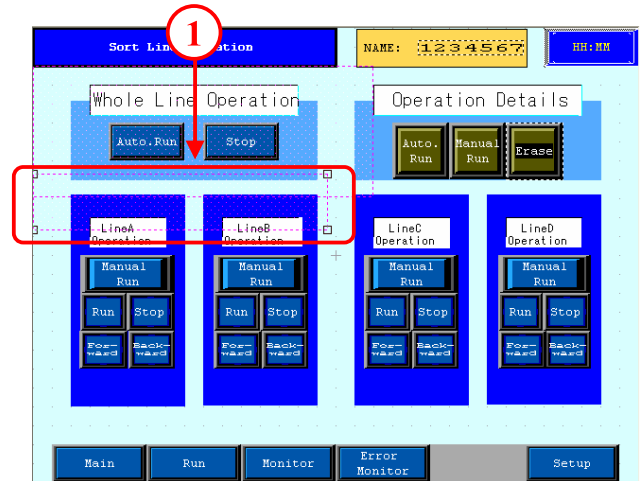 Sort Line
NAME: 1234567
HH:MM
1
Whole Line Operation
Operation Details
Auto.Run
Stop
Auto.
Run
Manual
Run
Erase
LineA
Operation
LineB
Operation
LineC
Operation
LineD
Operation
Manual
Run
Manual
Run
Manual
Run
Manual
Run
Run
Stop
Run
Stop
Run
Stop
Run
Stop
For-
ward
Back-
ward
For-
ward
Back-
ward
For-
ward
Back-
ward
For-
ward
Back-
ward
Main
Run
Monitor
Error
Monitor
Setup